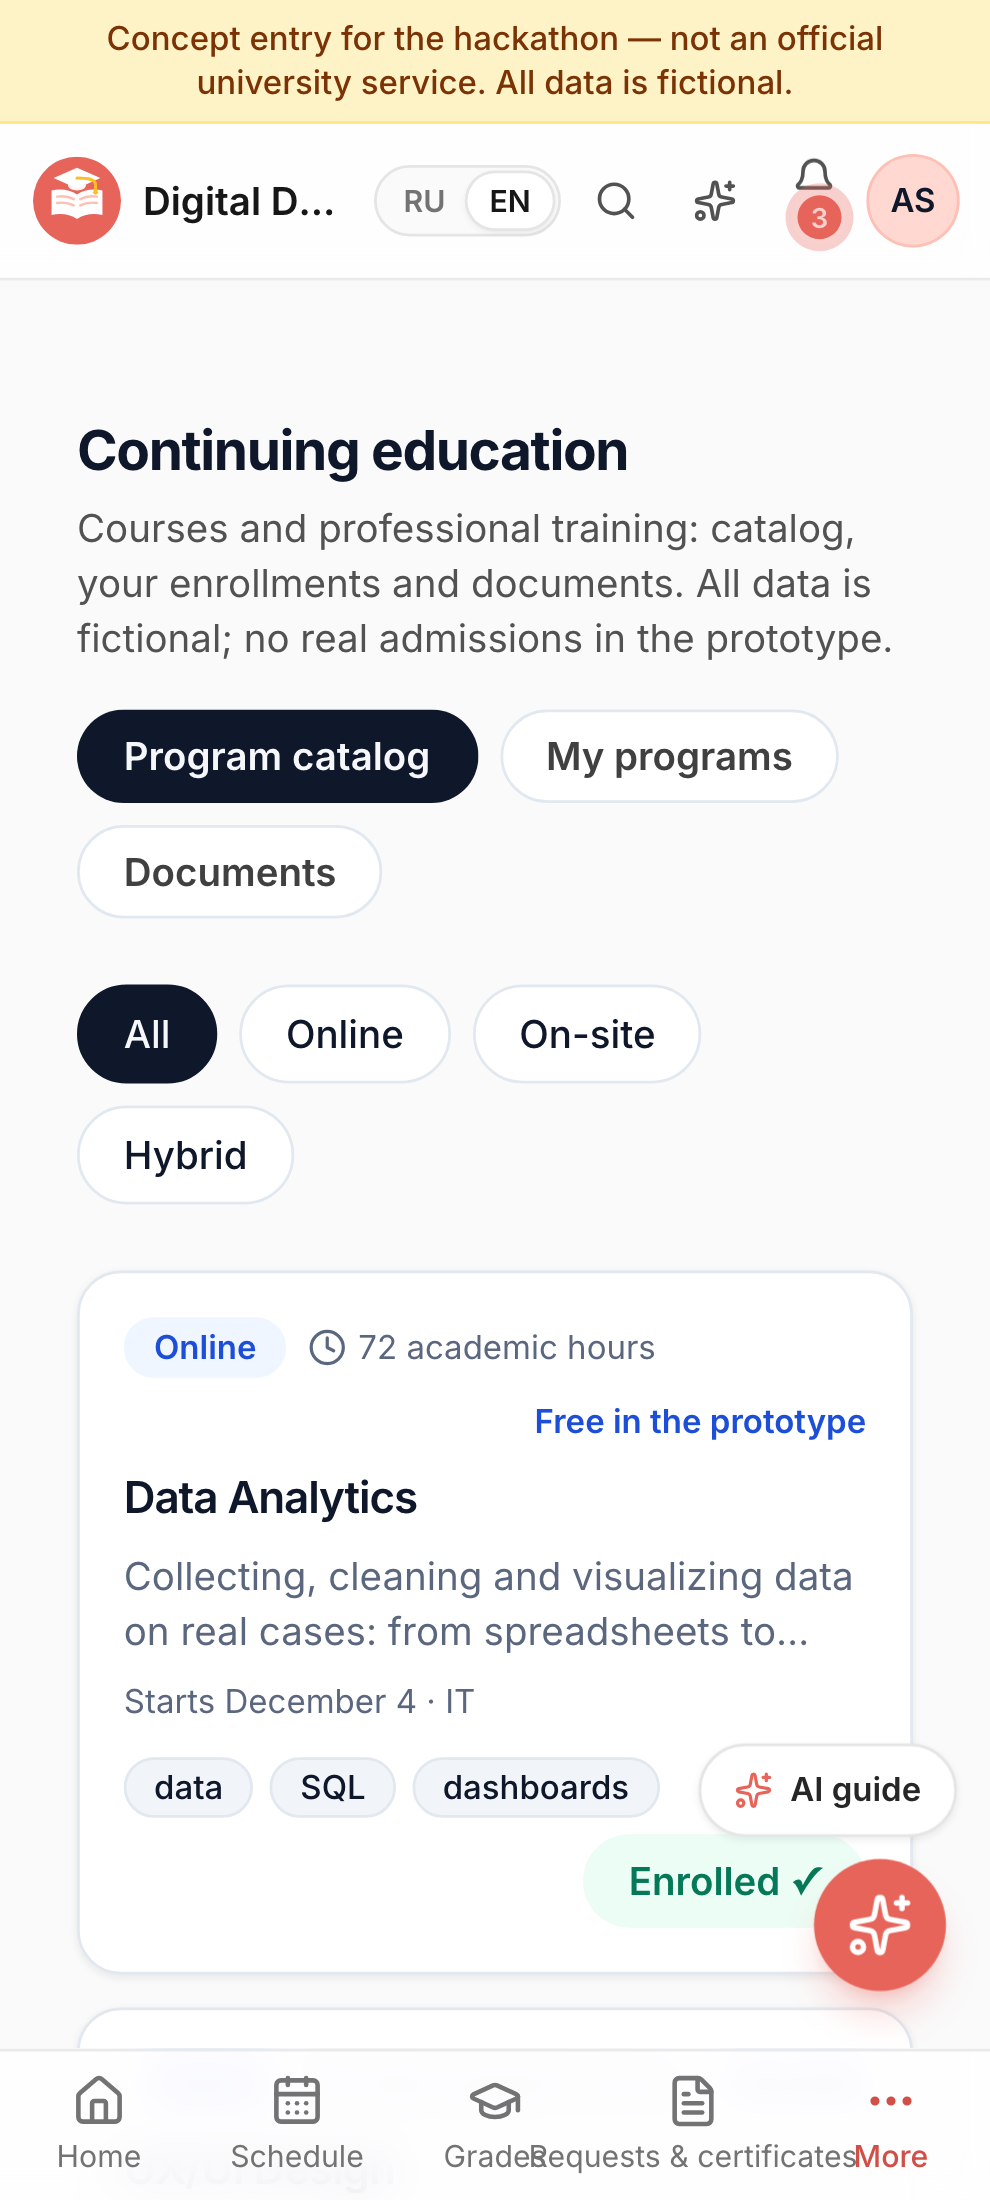 Concept entry for the hackathon — not an official
university service. All data is fictional.
Digital D...
RU
EN
3
AS
Continuing education
Courses and professional training: catalog,
your enrollments and documents. All data is
fictional; no real admissions in the prototype.
Program catalog
My programs
Documents
All
Online
On-site
Hybrid
Online
72 academic hours
Free in the prototype
Data Analytics
Collecting, cleaning and visualizing data
on real cases: from spreadsheets to...
Starts December 4 · IT
data
SQL
dashboards
AI guide
Enrolled ✓
UX/UI Design
Home
Schedule
Grades
Requests & certificates
More